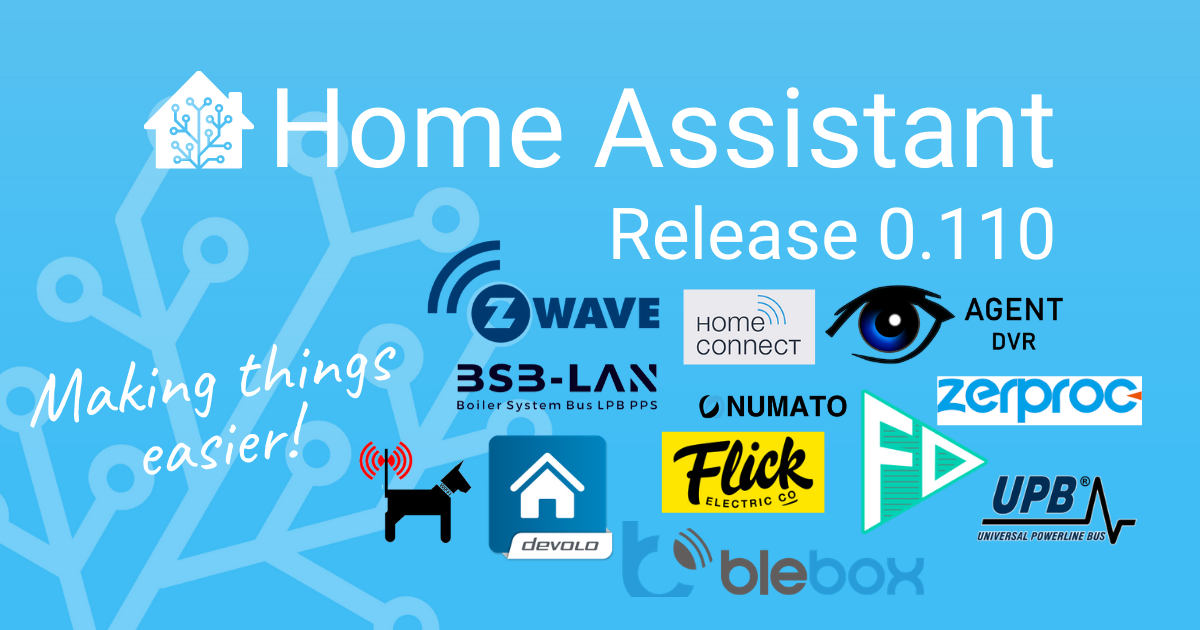 Home Assistant
Release 0.110
Z WAVE
HOME
CONNECT
AGENT
DVR
Making things
easier!
BSB-LAN
Boiler System Bus LPB PPS
NUMATO
zerproc
Flick
ELECTRIC CO
FD
UPB®
UNIVERSAL POWERLINE BUS
devolo
b
blebox